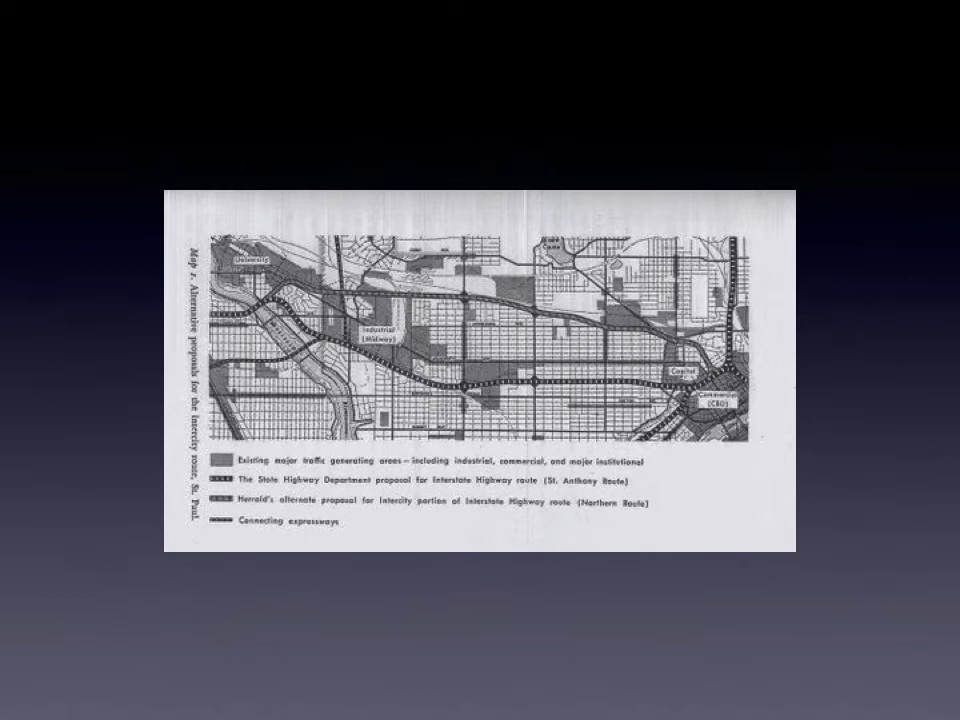 Map 1. Alternative proposals for the intercity route, St. Paul.
University
Industrial
(Midway)
Capitol
Commercial
(CBD)
Existing major traffic generating areas – including industrial, commercial, and major institutional
The State Highway Department proposal for Interstate Highway route (St. Anthony Route)
Herrold's alternate proposal for Intercity portion of Interstate Highway route (Northern Route)
Connecting expressways